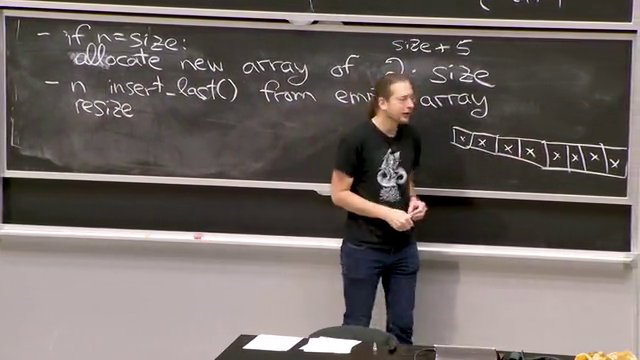 - if n=size:
size + 5
allocate new array of 2 · size
- n insert_last() from empty array
resize
x x x x x x x x